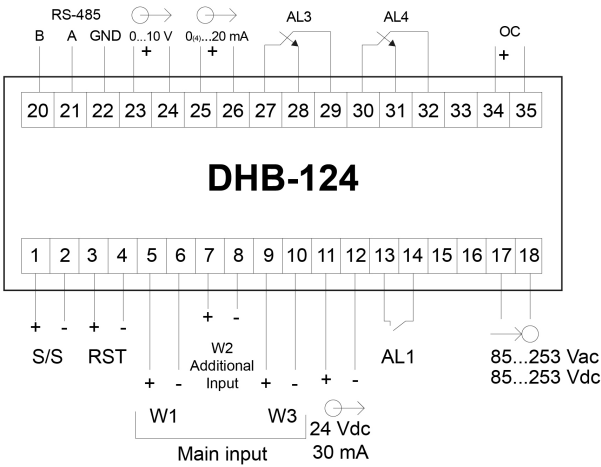 RS-485
AL3
AL4
B A GND 0...10 V 0(4)...20 mA
OC
+ + +
20 21 22 23 24 25 26 27 28 29 30 31 32 33 34 35
DHB-124
1 2 3 4 5 6 7 8 9 10 11 12 13 14 15 16 17 18
+ - + - + -
S/S RST
W2
Additional
Input
AL1
85...253 Vac
85...253 Vdc
+ - + - + -
W1 W3
24 Vdc
30 mA
Main input